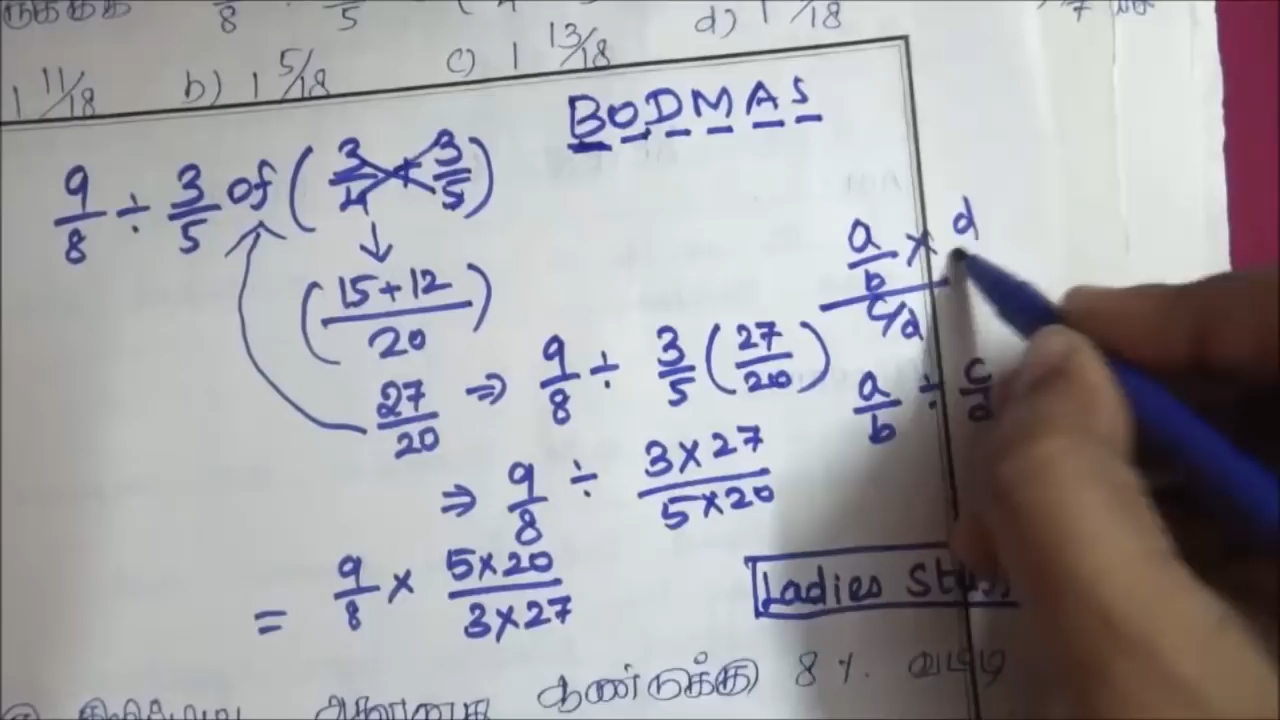 8 5
1 11/18 b) 1 5/18 c) 1 13/18 d) 1 /18
BODMAS
9/8 ÷ 3/5 of ( 3/4 + 3/5 )
( 15+12 / 20 )
27/20 ⇒ 9/8 ÷ 3/5 ( 27/20 )
⇒ 9/8 ÷ 3×27 / 5×20
= 9/8 × 5×20 / 3×27
a/b × d
c/d
a/b ÷ c/d
Ladies
ஆண்டுக்கு 8 %. வட்டி